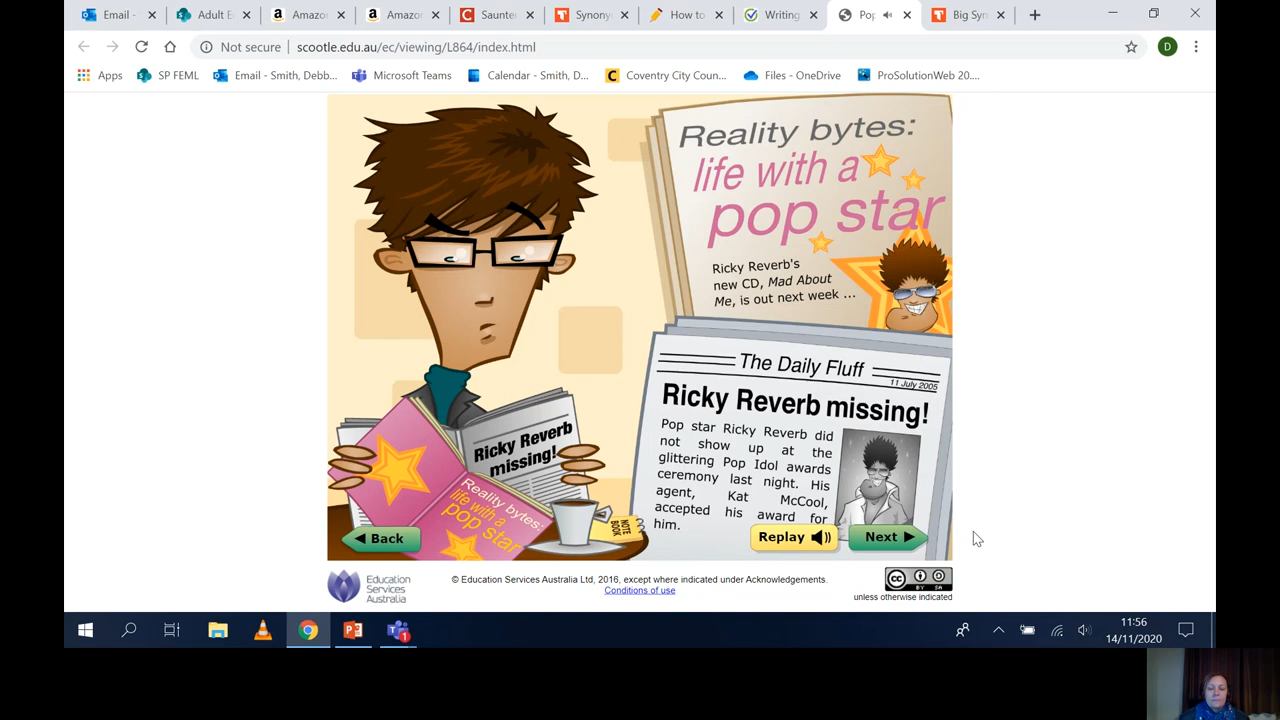 Email -
Adult E
Amazo
Amazo
Saunte
Synony
How to
Writing
Pop
Big Syn
Not secure
scootle.edu.au/ec/viewing/L864/index.html
D
Apps
SP FEML
Email - Smith, Debb...
Microsoft Teams
Calendar - Smith, D...
Coventry City Coun...
Files - OneDrive
ProSolutionWeb 20....
Reality bytes:
life with a
pop star
Ricky Reverb's
new CD, Mad About
Me, is out next week ...
The Daily Fluff
11 July 2005
Ricky Reverb missing!
Pop star Ricky Reverb did
not show up at the
glittering Pop Idol awards
ceremony last night. His
agent, Kat McCool,
accepted his award for
him.
Ricky Reverb
missing!
Reality bytes:
life with a
pop star
NOTE
BOOK
Back
Replay
Next
Education
Services
Australia
© Education Services Australia Ltd, 2016, except where indicated under Acknowledgements.
Conditions of use
cc
BY SA
unless otherwise indicated
11:56
14/11/2020